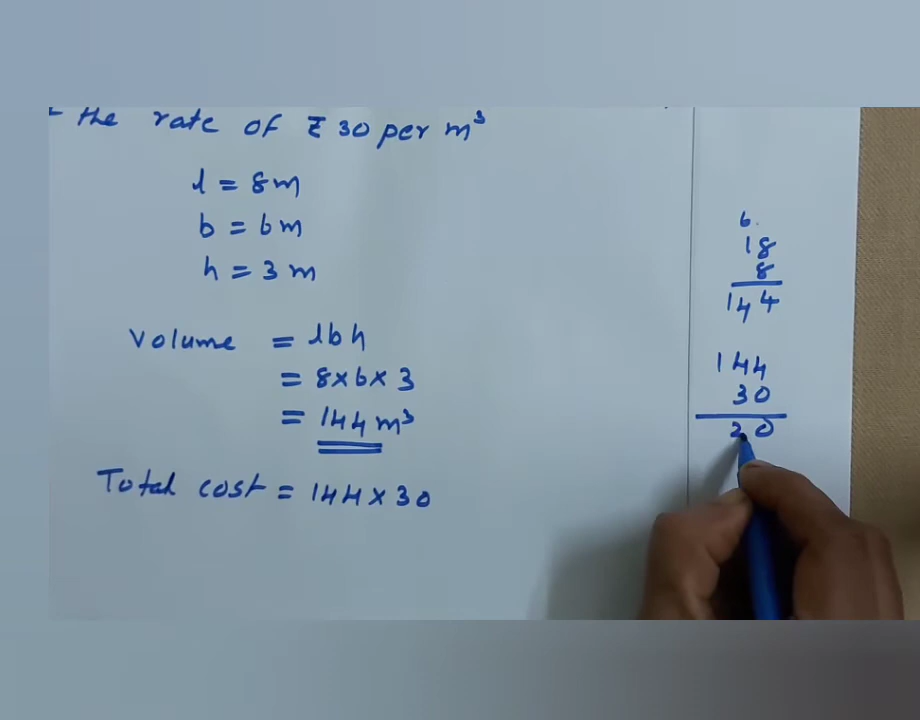 the rate of ₹ 30 per m³
l = 8m
b = 6m
h = 3 m
Volume = lbh
= 8×6×3
= 144 m³
Total cost = 144×30
6
18
8
144
144
30
20